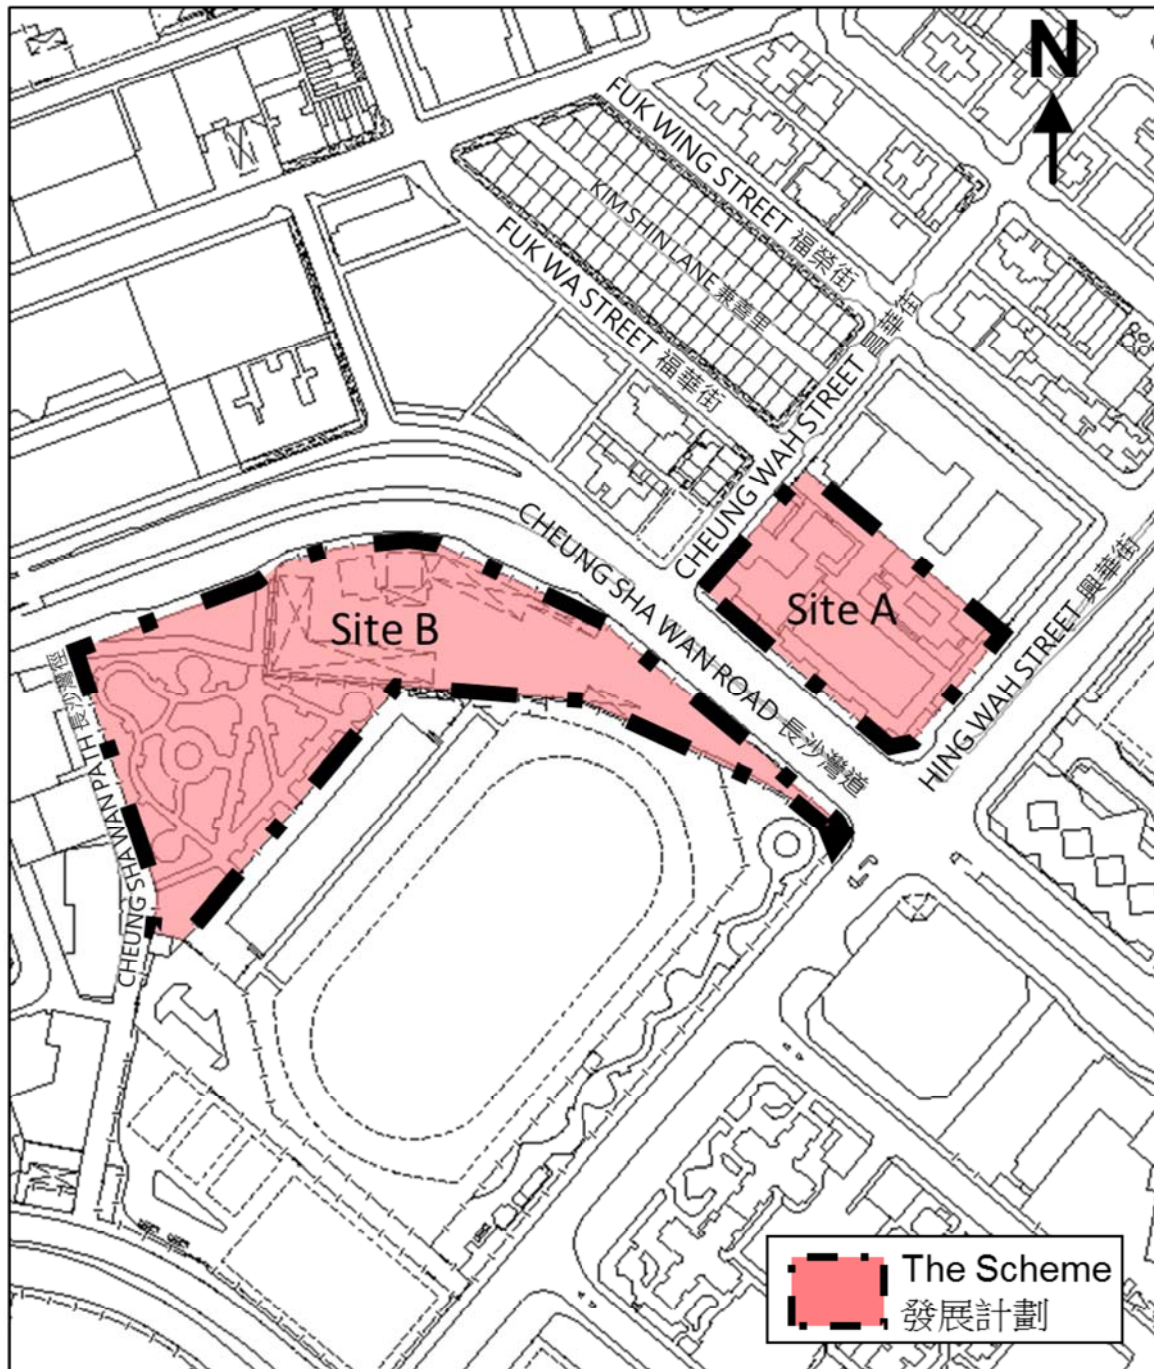 N
FUK WING STREET 福榮街
KIM SHIN LANE 兼善里
FUK WA STREET 福華街
CHEUNG WAH STREET 昌華街
CHEUNG SHA WAN ROAD 長沙灣道
Site A
Site B
HING WAH STREET 興華街
CHEUNG SHA WAN PATH 長沙灣徑
The Scheme
發展計劃